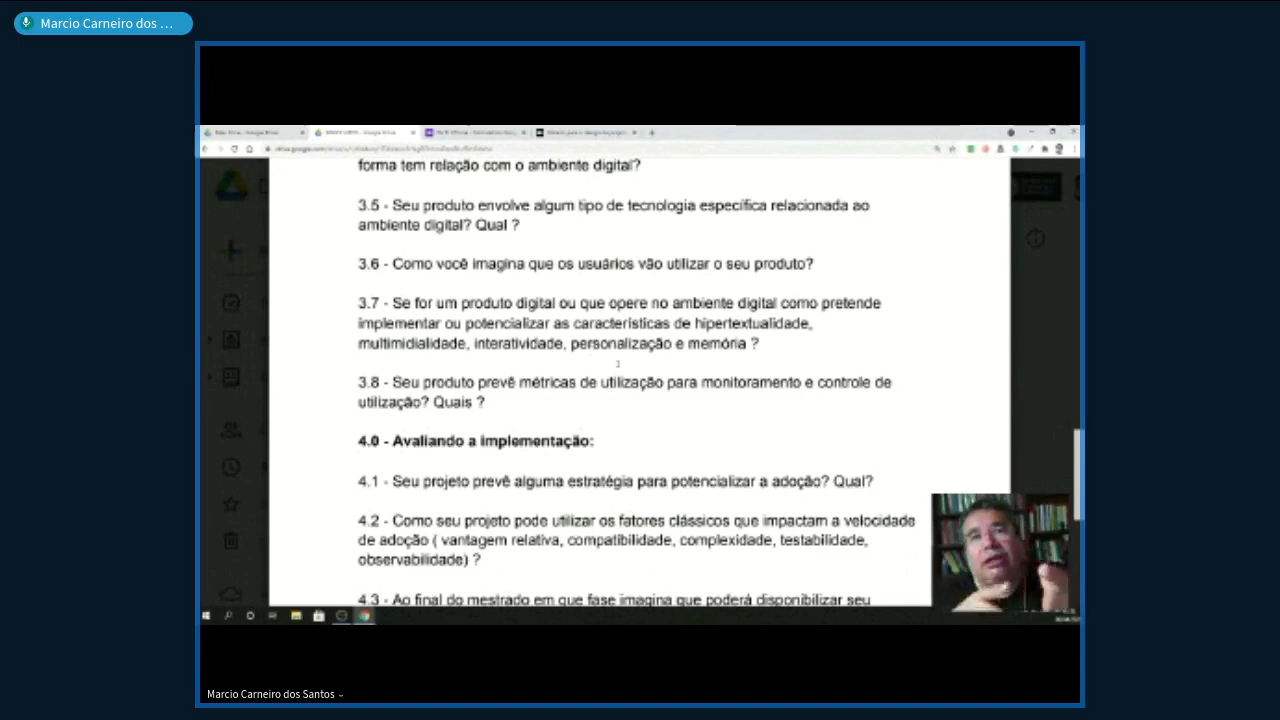 Marcio Carneiro dos ...
forma tem relação com o ambiente digital?
3.5 - Seu produto envolve algum tipo de tecnologia específica relacionada ao
ambiente digital? Qual ?
3.6 - Como você imagina que os usuários vão utilizar o seu produto?
3.7 - Se for um produto digital ou que opere no ambiente digital como pretende
implementar ou potencializar as características de hipertextualidade,
multimidialidade, interatividade, personalização e memória ?
3.8 - Seu produto prevê métricas de utilização para monitoramento e controle de
utilização? Quais ?
4.0 - Avaliando a implementação:
4.1 - Seu projeto prevê alguma estratégia para potencializar a adoção? Qual?
4.2 - Como seu projeto pode utilizar os fatores clássicos que impactam a velocidade
de adoção ( vantagem relativa, compatibilidade, complexidade, testabilidade,
observabilidade) ?
4.3 - Ao final do mestrado em que fase imagina que poderá disponibilizar seu
Marcio Carneiro dos Santos